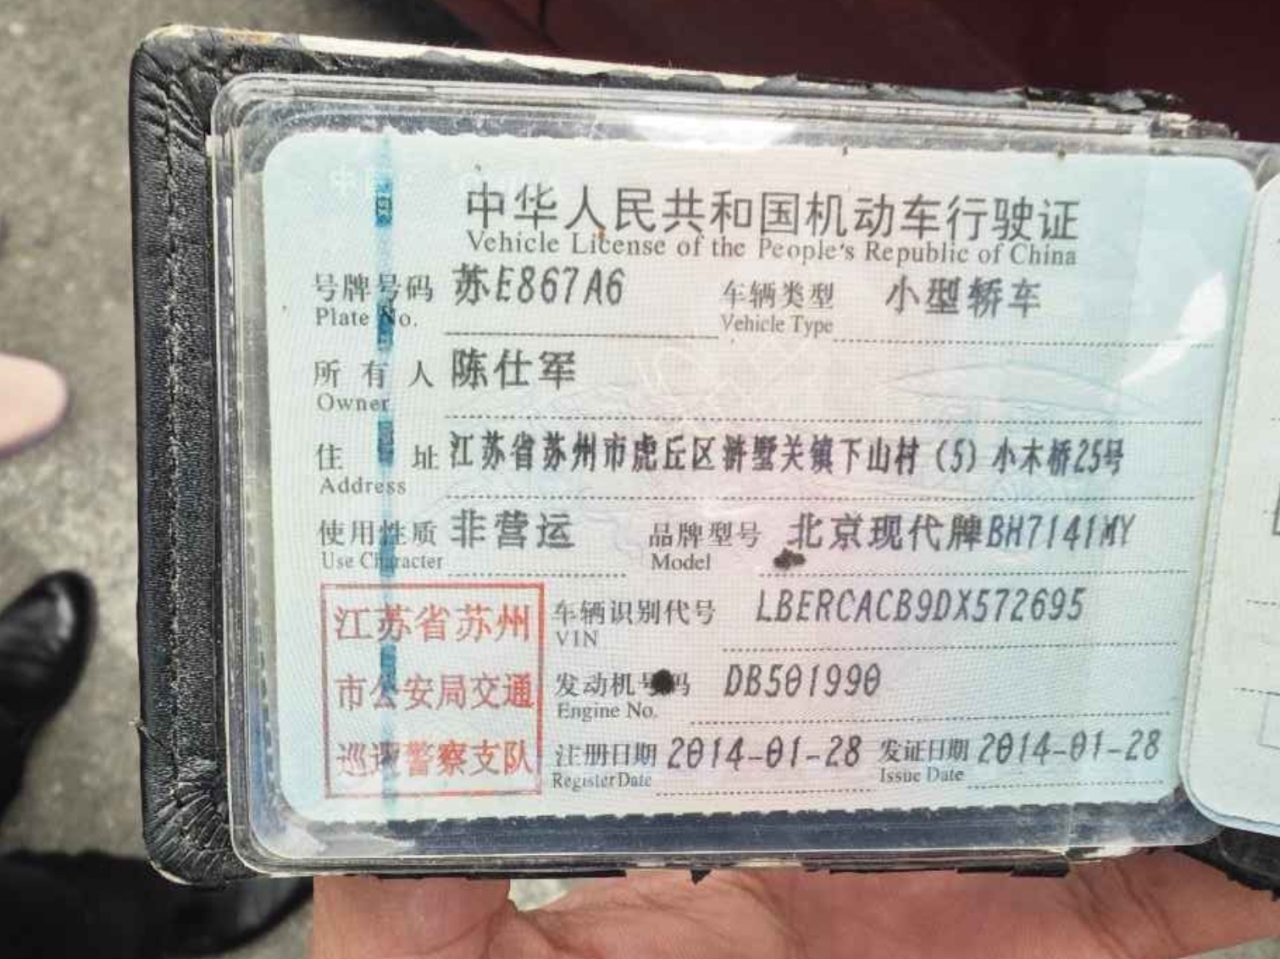 中华人民共和国机动车行驶证
Vehicle License of the People's Republic of China
号牌号码 苏E867A6 车辆类型 小型轿车
Plate No. Vehicle Type
所有人 陈仕军
Owner
住址 江苏省苏州市虎丘区浒墅关镇下山村(5)小木桥25号
Address
使用性质 非营运 品牌型号 北京现代牌BH7141MY
Use Character Model
江苏省苏州
市公安局交通
巡逻警察支队
车辆识别代号 LBERCACB9DX572695
VIN
发动机号码 DB501990
Engine No.
注册日期 2014-01-28 发证日期 2014-01-28
Register Date Issue Date